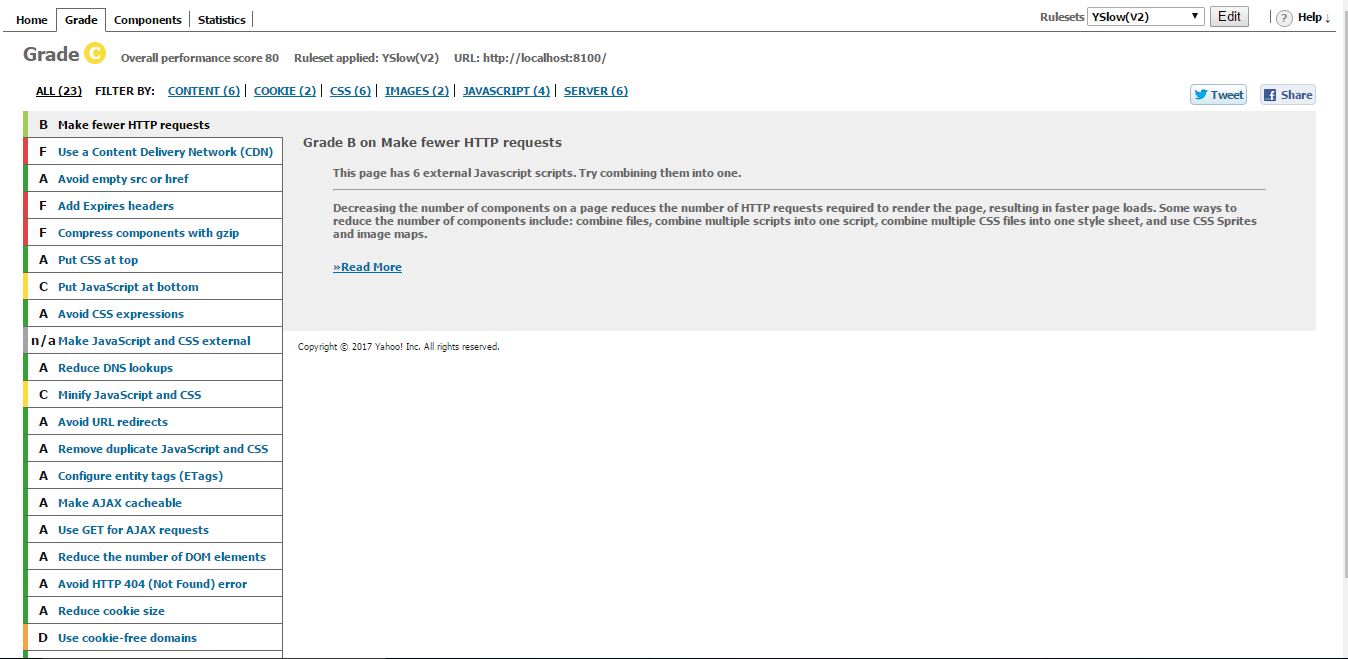 Home Grade Components Statistics Rulesets YSlow(V2) Edit ? Help ↓
Grade C Overall performance score 80 Ruleset applied: YSlow(V2) URL: http://localhost:8100/
ALL (23) FILTER BY: CONTENT (6) COOKIE (2) CSS (6) IMAGES (2) JAVASCRIPT (4) SERVER (6)
Tweet Share
B Make fewer HTTP requests
F Use a Content Delivery Network (CDN)
A Avoid empty src or href
F Add Expires headers
F Compress components with gzip
A Put CSS at top
C Put JavaScript at bottom
A Avoid CSS expressions
n/a Make JavaScript and CSS external
A Reduce DNS lookups
C Minify JavaScript and CSS
A Avoid URL redirects
A Remove duplicate JavaScript and CSS
A Configure entity tags (ETags)
A Make AJAX cacheable
A Use GET for AJAX requests
A Reduce the number of DOM elements
A Avoid HTTP 404 (Not Found) error
A Reduce cookie size
D Use cookie-free domains
Grade B on Make fewer HTTP requests
This page has 6 external Javascript scripts. Try combining them into one.
Decreasing the number of components on a page reduces the number of HTTP requests required to render the page, resulting in faster page loads. Some ways to
reduce the number of components include: combine files, combine multiple scripts into one script, combine multiple CSS files into one style sheet, and use CSS Sprites
and image maps.
»Read More
Copyright © 2017 Yahoo! Inc. All rights reserved.